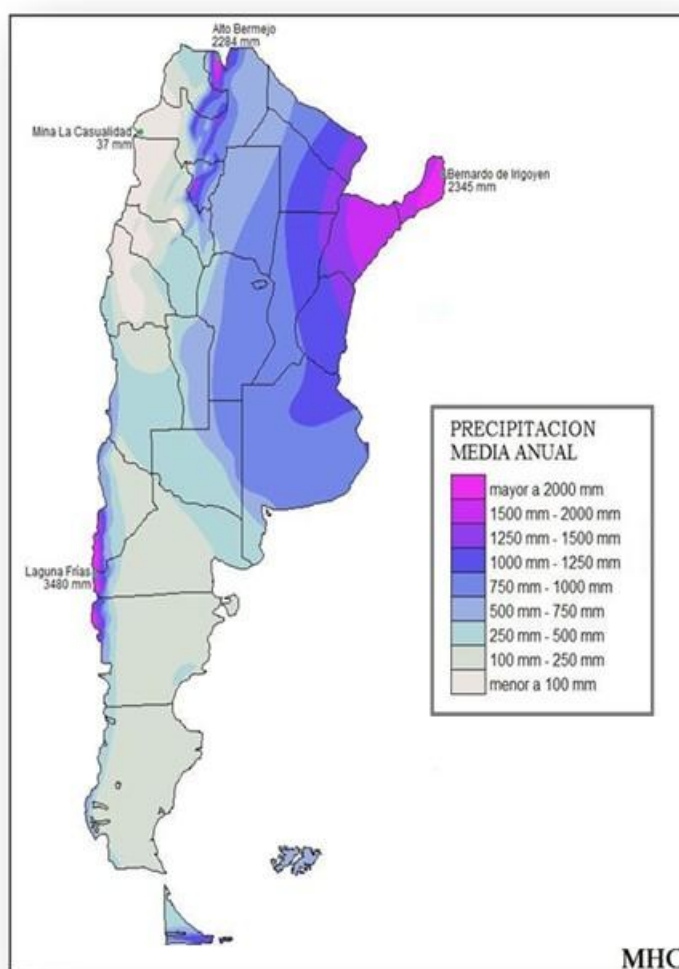 Alto Bermejo
2284 mm
Mina La Casualidad
37 mm
Bernardo de Irigoyen
2345 mm
Laguna Frías
3480 mm
PRECIPITACION
MEDIA ANUAL
mayor a 2000 mm
1500 mm - 2000 mm
1250 mm - 1500 mm
1000 mm - 1250 mm
750 mm - 1000 mm
500 mm - 750 mm
250 mm - 500 mm
100 mm - 250 mm
menor a 100 mm
MHC